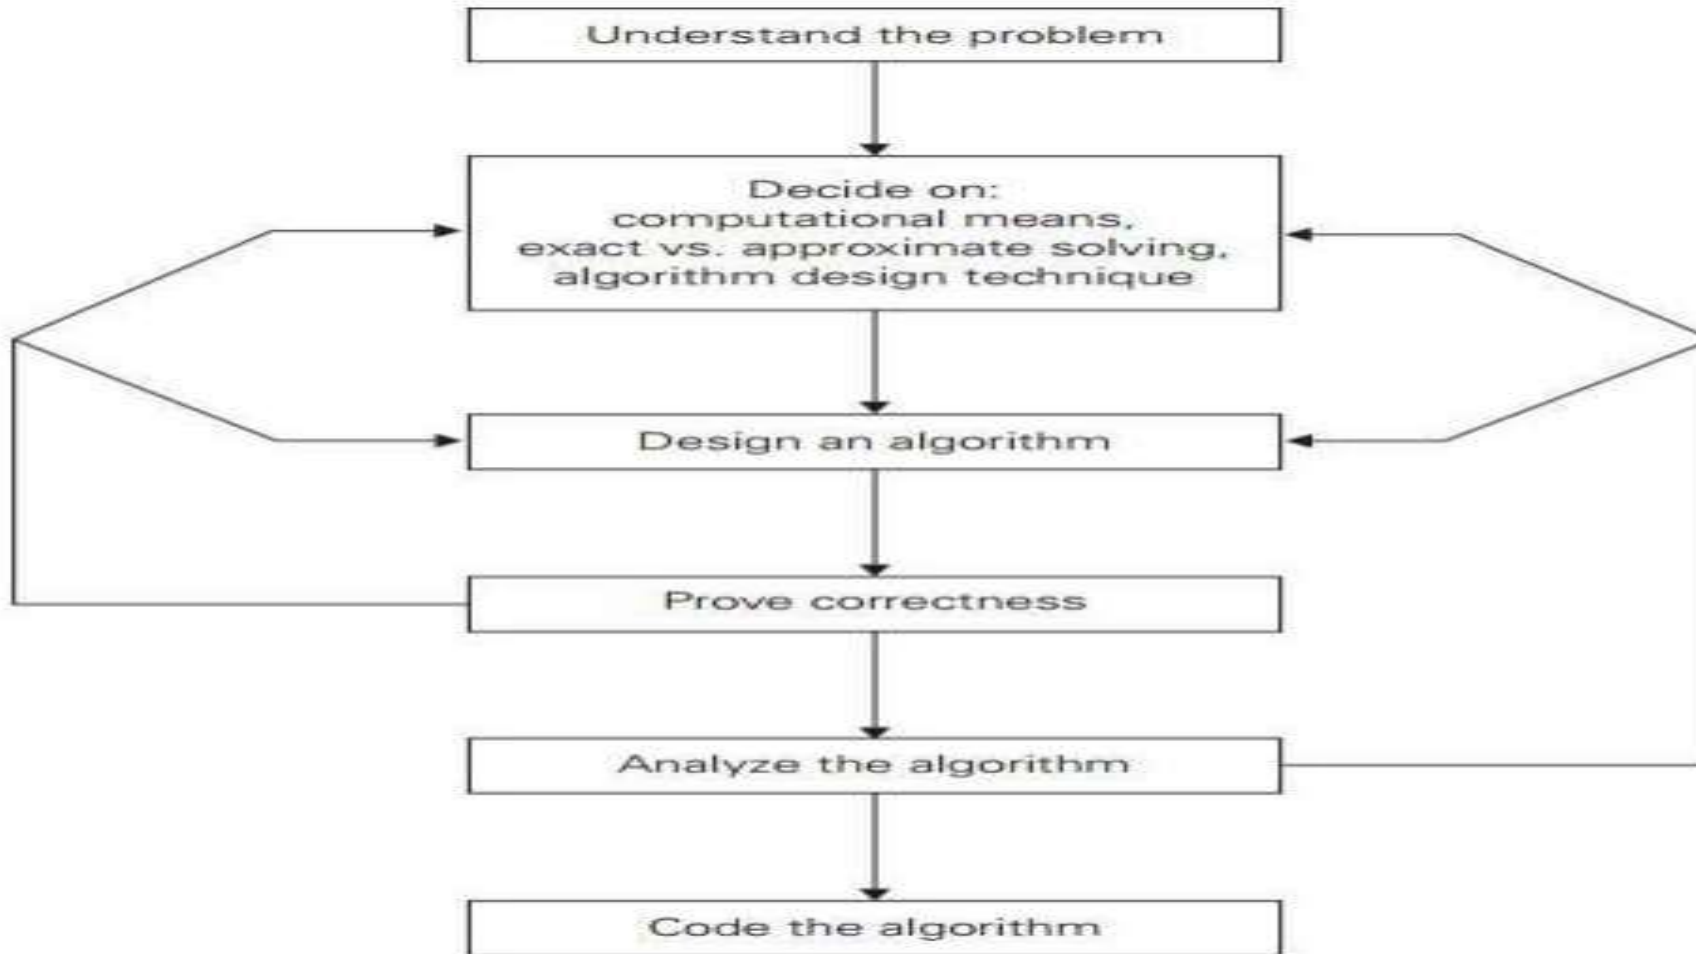 Understand the problem
Decide on:
computational means,
exact vs. approximate solving,
algorithm design technique
Design an algorithm
Prove correctness
Analyze the algorithm
Code the algorithm